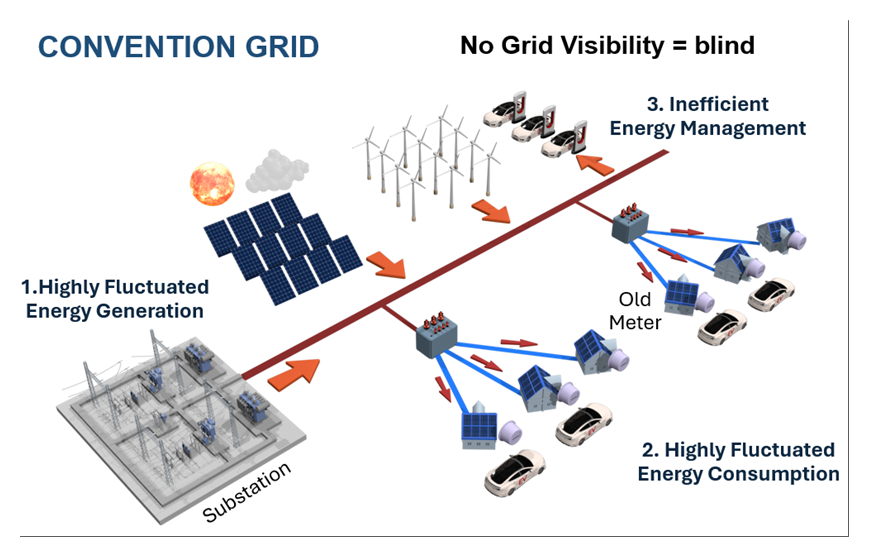 CONVENTION GRID
No Grid Visibility = blind
3. Inefficient
Energy Management
1.Highly Fluctuated
Energy Generation
Old
Meter
Substation
2. Highly Fluctuated
Energy Consumption